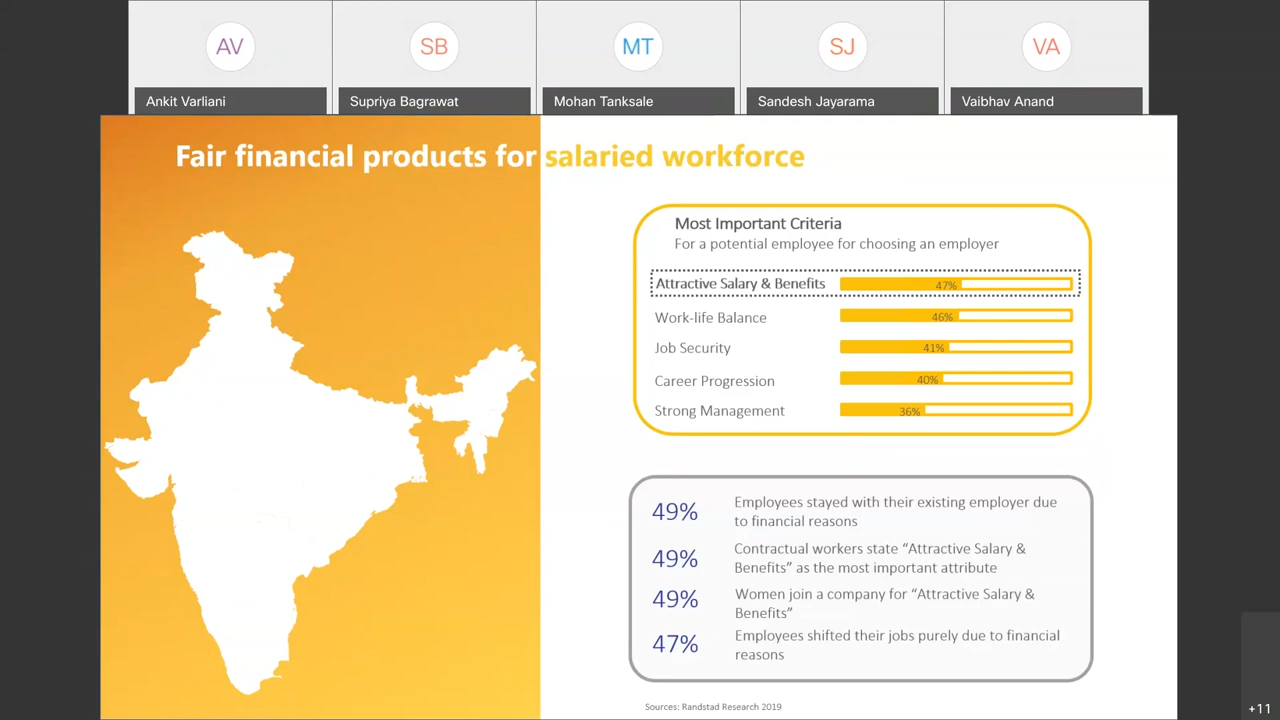 AV
SB
MT
SJ
VA
Ankit Varliani
Supriya Bagrawat
Mohan Tanksale
Sandesh Jayarama
Vaibhav Anand
Fair financial products for salaried workforce
Most Important Criteria
For a potential employee for choosing an employer
Attractive Salary & Benefits 47%
Work-life Balance 46%
Job Security 41%
Career Progression 40%
Strong Management 36%
49% Employees stayed with their existing employer due
to financial reasons
49% Contractual workers state “Attractive Salary &
Benefits” as the most important attribute
49% Women join a company for “Attractive Salary &
Benefits”
47% Employees shifted their jobs purely due to financial
reasons
Sources: Randstad Research 2019
+11